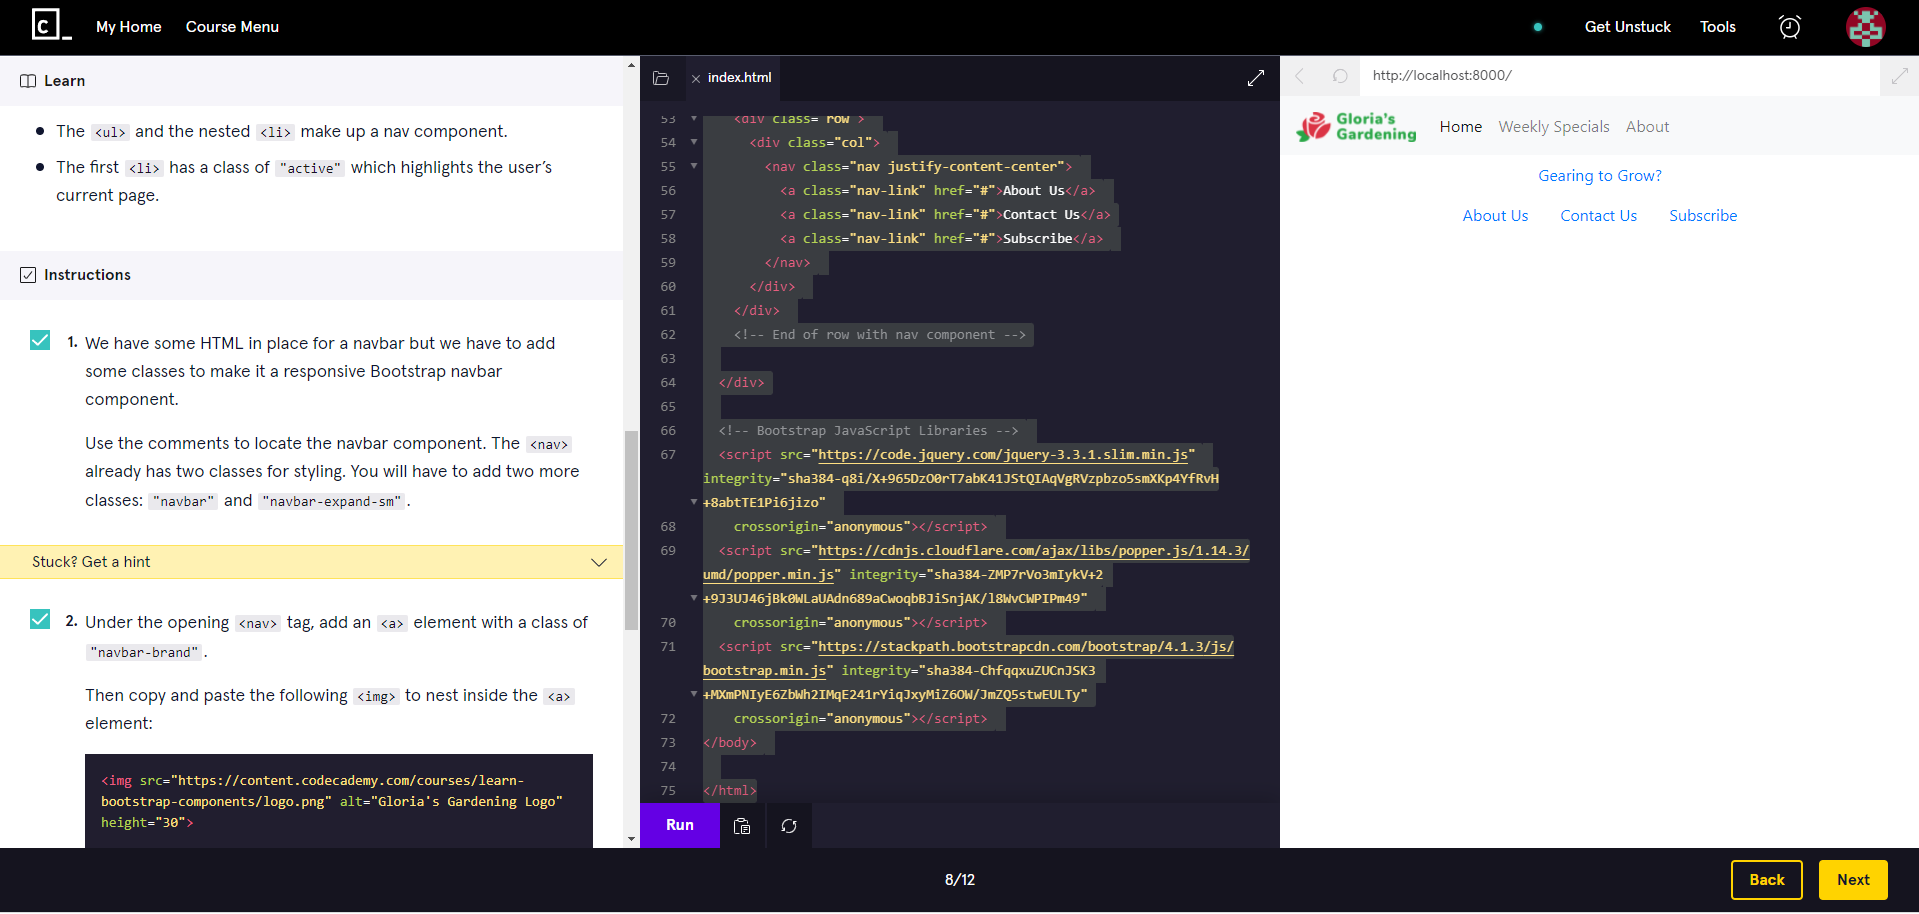 C_ My Home Course Menu Get Unstuck Tools
Learn
The <ul> and the nested <li> make up a nav component.
The first <li> has a class of "active" which highlights the user's
current page.
Instructions
1. We have some HTML in place for a navbar but we have to add
some classes to make it a responsive Bootstrap navbar
component.
Use the comments to locate the navbar component. The <nav>
already has two classes for styling. You will have to add two more
classes: "navbar" and "navbar-expand-sm".
Stuck? Get a hint
2. Under the opening <nav> tag, add an <a> element with a class of
"navbar-brand".
Then copy and paste the following <img> to nest inside the <a>
element:
<img src="https://content.codecademy.com/courses/learn-
bootstrap-components/logo.png" alt="Gloria's Gardening Logo"
height="30">
index.html
53 <div class="row">
54 <div class="col">
55 <nav class="nav justify-content-center">
56 <a class="nav-link" href="#">About Us</a>
57 <a class="nav-link" href="#">Contact Us</a>
58 <a class="nav-link" href="#">Subscribe</a>
59 </nav>
60 </div>
61 </div>
62 <!-- End of row with nav component -->
63
64 </div>
65
66 <!-- Bootstrap JavaScript Libraries -->
67 <script src="https://code.jquery.com/jquery-3.3.1.slim.min.js"
integrity="sha384-q8i/X+965DzO0rT7abK41JStQIAqVgRVzpbzo5smXKp4YfRvH
+8abtTE1Pi6jizo"
68 crossorigin="anonymous"></script>
69 <script src="https://cdnjs.cloudflare.com/ajax/libs/popper.js/1.14.3/
umd/popper.min.js" integrity="sha384-ZMP7rVo3mIykV+2
+9J3UJ46jBk0WLaUAdn689aCwoqbBJiSnjAK/l8WvCWPIPm49"
70 crossorigin="anonymous"></script>
71 <script src="https://stackpath.bootstrapcdn.com/bootstrap/4.1.3/js/
bootstrap.min.js" integrity="sha384-ChfqqxuZUCnJSK3
+MXmPNIyE6ZbWh2IMqE241rYiqJxyMiZ6OW/JmZQ5stwEULTy"
72 crossorigin="anonymous"></script>
73 </body>
74
75 </html>
Run
http://localhost:8000/
Gloria's
Gardening
Home Weekly Specials About
Gearing to Grow?
About Us Contact Us Subscribe
8/12
Back Next